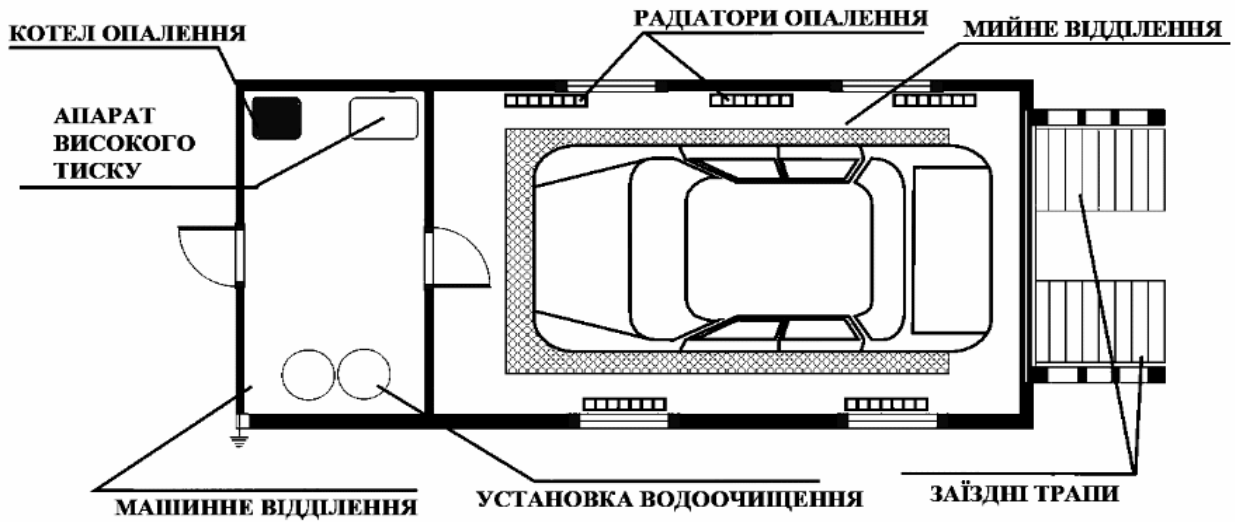 КОТЕЛ ОПАЛЕННЯ
РАДІАТОРИ ОПАЛЕННЯ
МИЙНЕ ВІДДІЛЕННЯ
АПАРАТ
ВИСОКОГО
ТИСКУ
МАШИННЕ ВІДДІЛЕННЯ
УСТАНОВКА ВОДООЧИЩЕННЯ
ЗАЇЗДНІ ТРАПИ